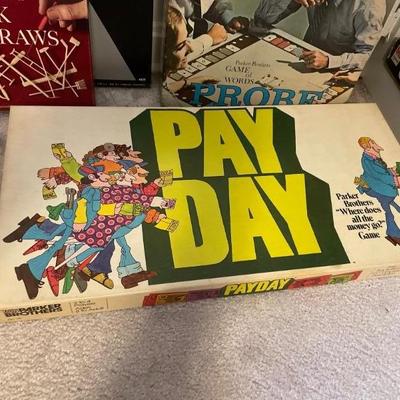 K
RAWS
Parker Brothers
GAME of
WORDS
PROBE
PAY
DAY
Parker
Brothers
"Where does
all the
money go?"
Game
PARKER
BROTHERS
PAYDAY